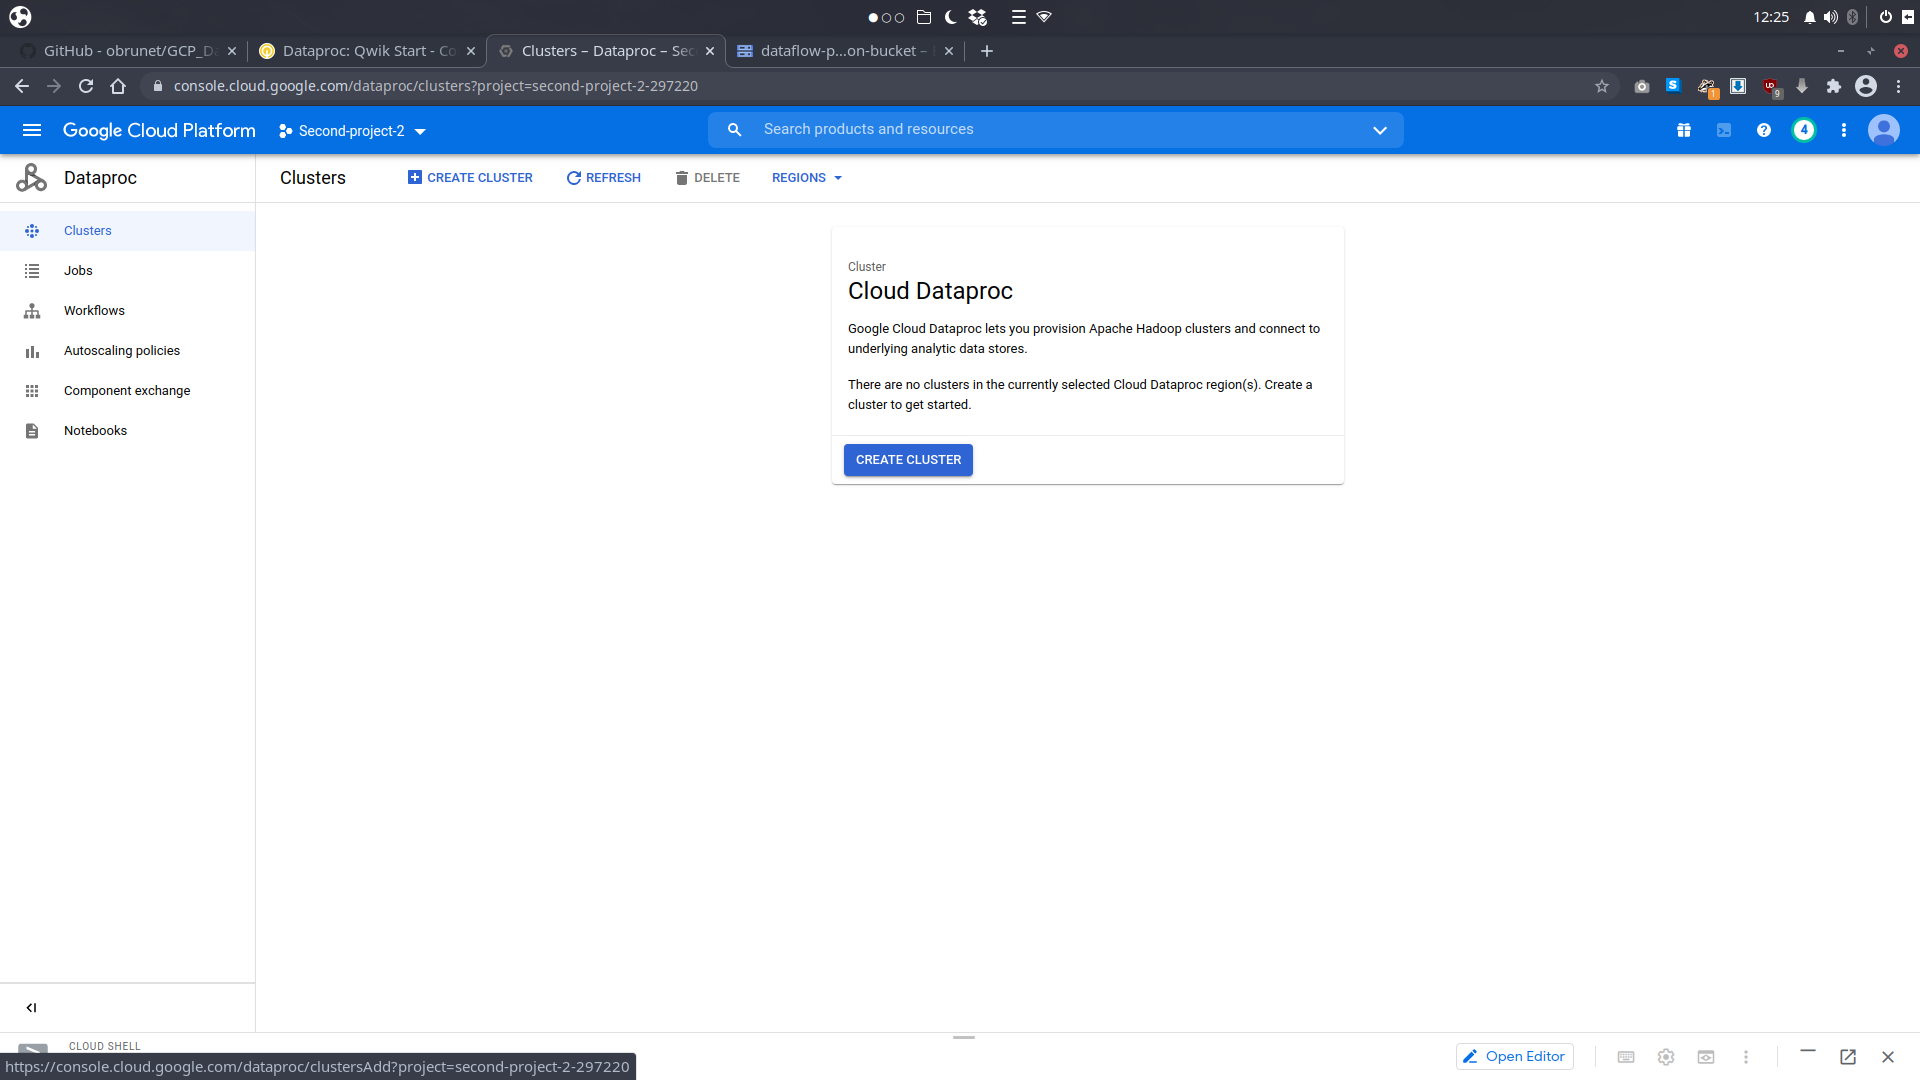 12:25
GitHub - obrunet/GCP_Da
Dataproc: Qwik Start - Co
Clusters – Dataproc – Sec
dataflow-p...on-bucket –
console.cloud.google.com/dataproc/clusters?project=second-project-2-297220
S
1
9
Google Cloud Platform
Second-project-2
Search products and resources
?
4
Dataproc
Clusters
CREATE CLUSTER
REFRESH
DELETE
REGIONS
Clusters
Jobs
Workflows
Autoscaling policies
Component exchange
Notebooks
Cluster
Cloud Dataproc
Google Cloud Dataproc lets you provision Apache Hadoop clusters and connect to
underlying analytic data stores.
There are no clusters in the currently selected Cloud Dataproc region(s). Create a
cluster to get started.
CREATE CLUSTER
CLOUD SHELL
Open Editor
https://console.cloud.google.com/dataproc/clustersAdd?project=second-project-2-297220